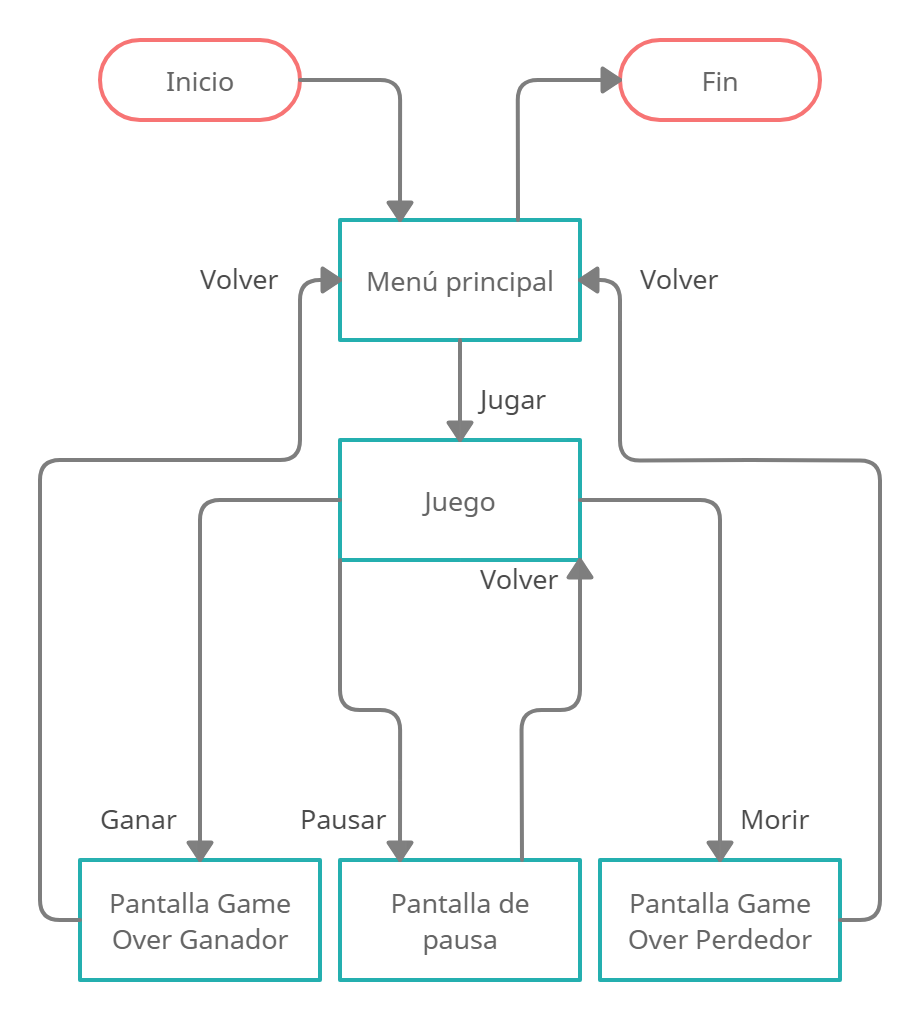 Inicio
Fin
Volver
Menú principal
Volver
Jugar
Juego
Volver
Ganar
Pausar
Morir
Pantalla Game
Over Ganador
Pantalla de
pausa
Pantalla Game
Over Perdedor